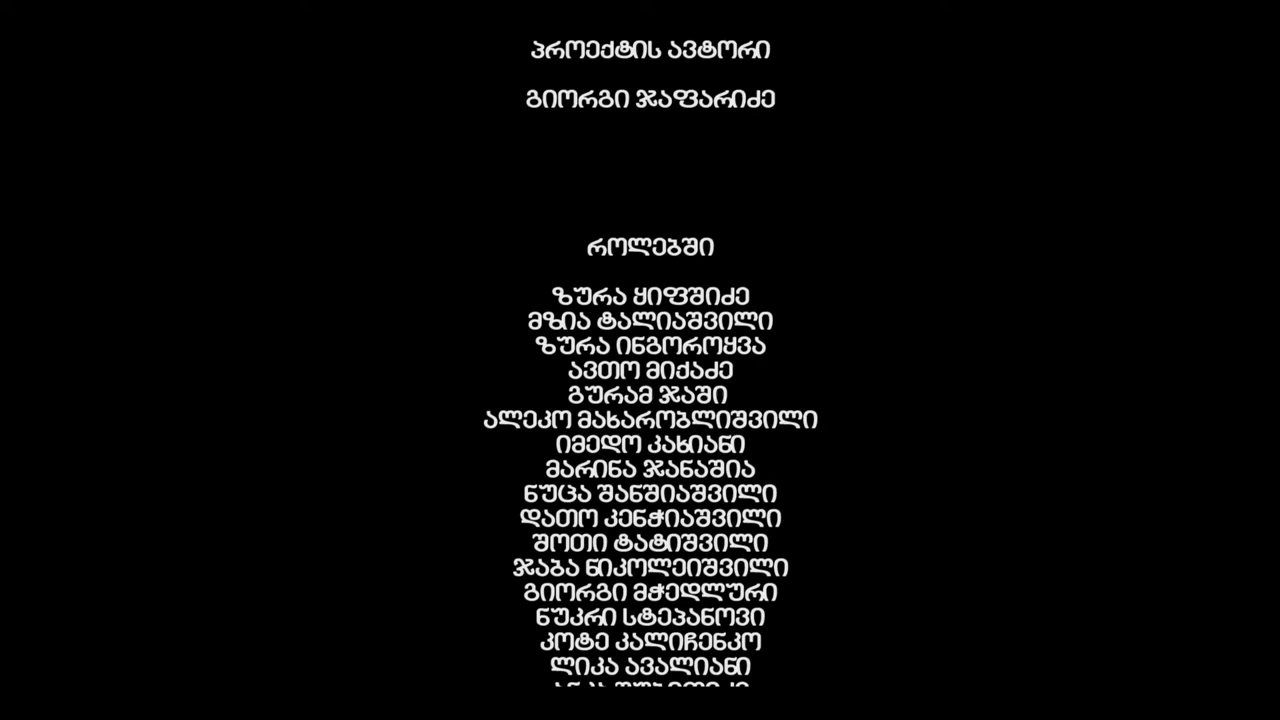 პროექტის ავტორი
გიორგი ჯაფარიძე
როლებში
ზურა ყიფშიძე
მზია ტალიაშვილი
ზურა ინგოროყვა
ავთო მიქაძე
გურამ ჯაში
ალეკო მახარობლიშვილი
იმედო კახიანი
მარინა ჯანაშია
ნუცა შანშიაშვილი
დათო კენჭიაშვილი
შოთი ტატიშვილი
ჯაბა ნიკოლეიშვილი
გიორგი მჭედლური
ნუკრი სტეპანოვი
კოტე კალიჩენკო
ლიკა ავალიანი